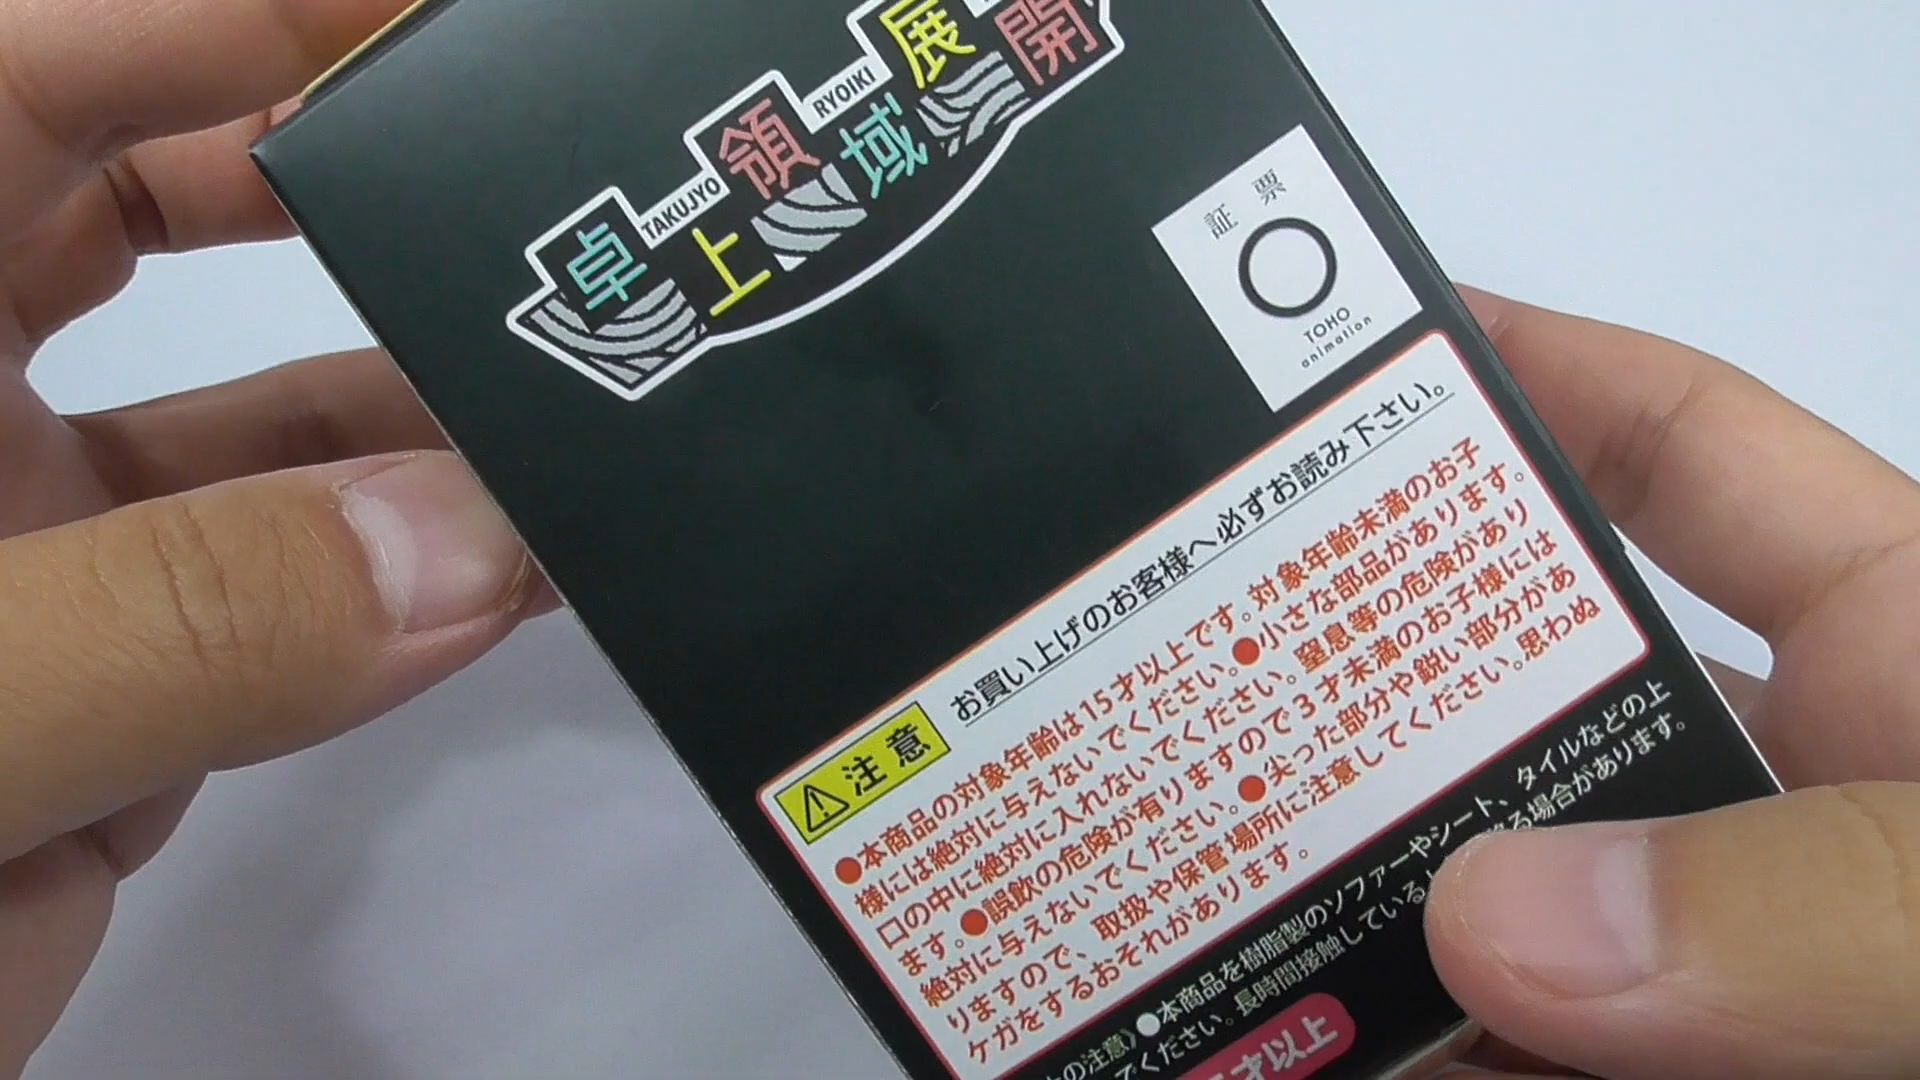 卓上領域展開
TAKUJYO RYOIKI
証票
TOHO
animation
注意 お買い上げのお客様へ必ずお読み下さい。
●本商品の対象年齢は15才以上です。対象年齢未満のお子
様には絶対に与えないでください。●小さな部品があります。
口の中に絶対に入れないでください。窒息等の危険があり
ます。●誤飲の危険が有りますので3才未満のお子様には
絶対に与えないでください。●尖った部分や鋭い部分があ
りますので、取扱や保管場所に注意してください。思わぬ
ケガをするおそれがあります。
の注意》●本商品を樹脂製のソファーやシート、タイルなどの上
でください。長時間接触している
る場合があります。
才以上